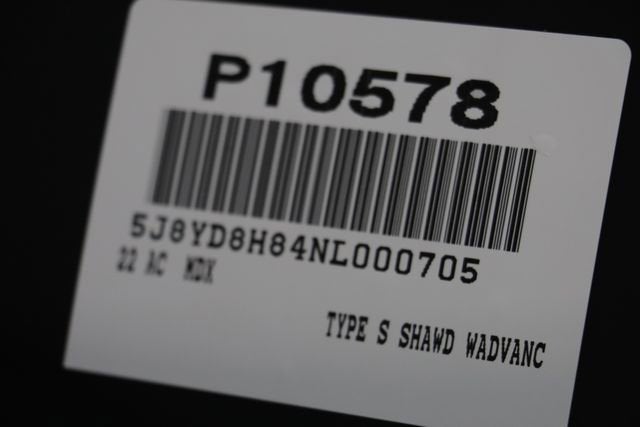 P10578
5J8YD8H84NL000705
22 AC MDX
TYPE S SHAWD WADVANC